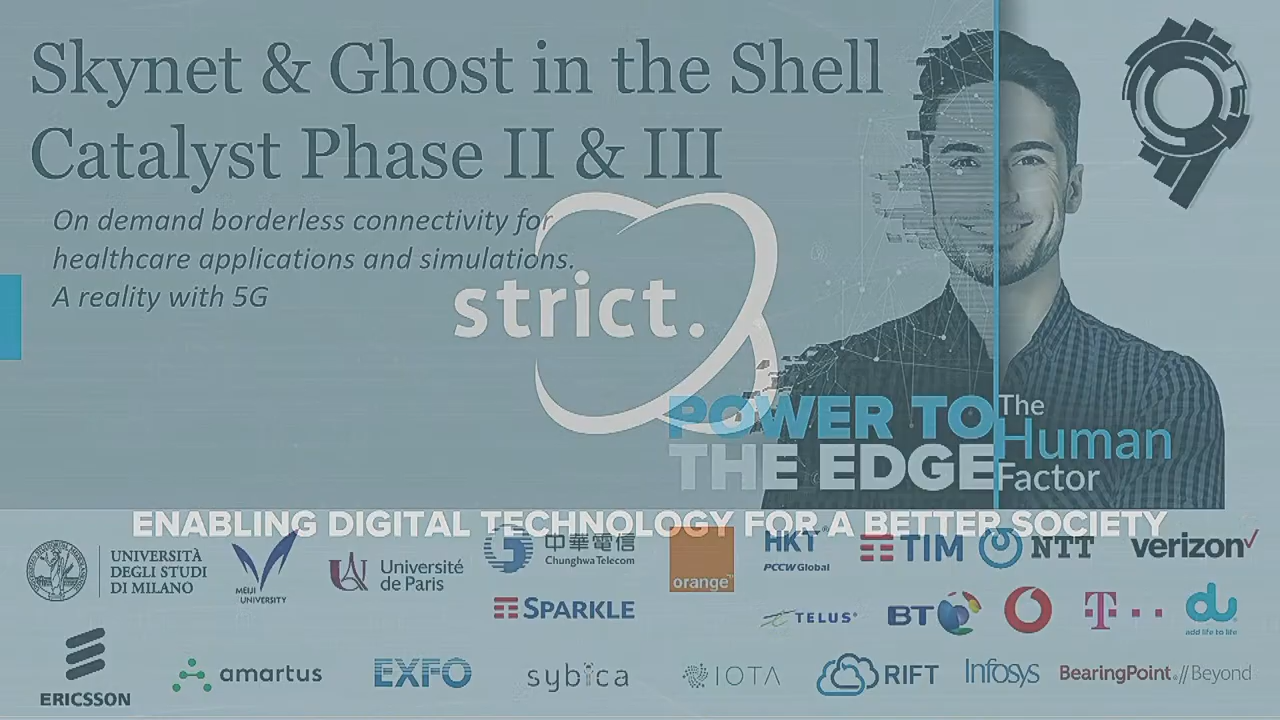 Skynet & Ghost in the Shell
Catalyst Phase II & III
On demand borderless connectivity for
healthcare applications and simulations.
A reality with 5G
strict.
POWER TO
THE EDGE
The
Human
Factor
ENABLING DIGITAL TECHNOLOGY FOR A BETTER SOCIETY
UNIVERSITÀ
DEGLI STUDI
DI MILANO
MEIJI
UNIVERSITY
Université
de Paris
中華電信
Chunghwa Telecom
orange™
HKT
PCCW Global
TIM
NTT
verizon✓
SPARKLE
TELUS®
BT
T··
du
add life to life
ERICSSON
amartus
EXFO
sybica
IOTA
RIFT
Infosys
BearingPoint®//Beyond